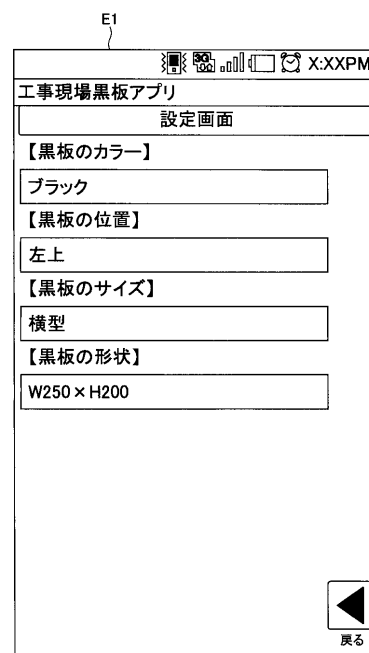 E1
3G X:XXPM
工事現場黒板アプリ
設定画面
【黒板のカラー】
ブラック
【黒板の位置】
左上
【黒板のサイズ】
横型
【黒板の形状】
W250×H200
戻る